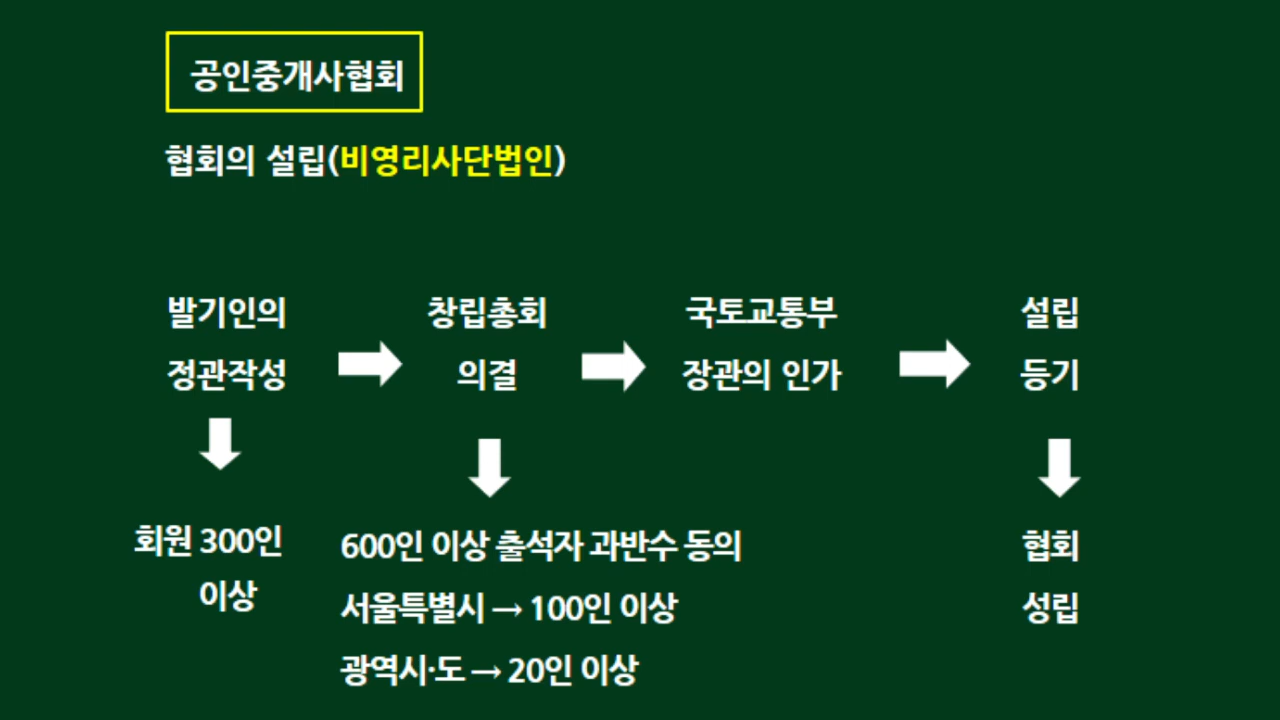 공인중개사협회
협회의 설립(비영리사단법인)
발기인의
정관작성
창립총회
의결
국토교통부
장관의 인가
설립
등기
회원 300인
이상
600인 이상 출석자 과반수 동의
서울특별시 → 100인 이상
광역시·도 → 20인 이상
협회
성립